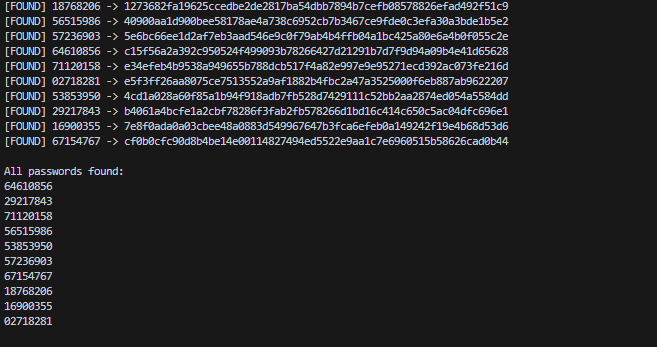 [FOUND] 18768206 -> 1273682fa19625ccedbe2de2817ba54dbb7894b7cefb08578826efad492f51c9
[FOUND] 56515986 -> 40900aa1d900bee58178ae4a738c6952cb7b3467ce9fde0c3efa30a3bde1b5e2
[FOUND] 57236903 -> 5e6bc66ee1d2af7eb3aad546e9c0f79ab4b4ffb04a1bc425a80e6a4b0f055c2e
[FOUND] 64610856 -> c15f56a2a392c950524f499093b78266427d21291b7d7f9d94a09b4e41d65628
[FOUND] 71120158 -> e34efeb4b9538a949655b788dcb517f4a82e997e9e95271ecd392ac073fe216d
[FOUND] 02718281 -> e5f3ff26aa8075ce7513552a9af1882b4fbc2a47a3525000f6eb887ab9622207
[FOUND] 53853950 -> 4cd1a028a60f85a1b94f918adb7fb528d7429111c52bb2aa2874ed054a5584dd
[FOUND] 29217843 -> b4061a4bcfe1a2cbf78286f3fab2fb578266d1bd16c414c650c5ac04dfc696e1
[FOUND] 16900355 -> 7e8f0ada0a03cbee48a0883d549967647b3fca6efeb0a149242f19e4b68d53d6
[FOUND] 67154767 -> cf0b0cfc90d8b4be14e00114827494ed5522e9aa1c7e6960515b58626cad0b44
All passwords found:
64610856
29217843
71120158
56515986
53853950
57236903
67154767
18768206
16900355
02718281